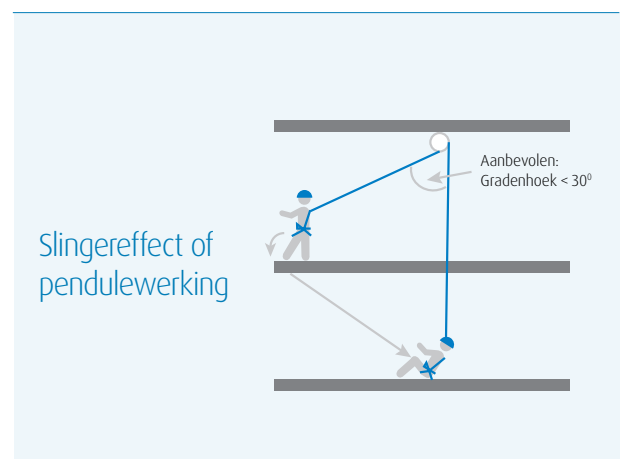 Slingereffect of
pendulewerking
Aanbevolen:
Gradenhoek < 30⁰